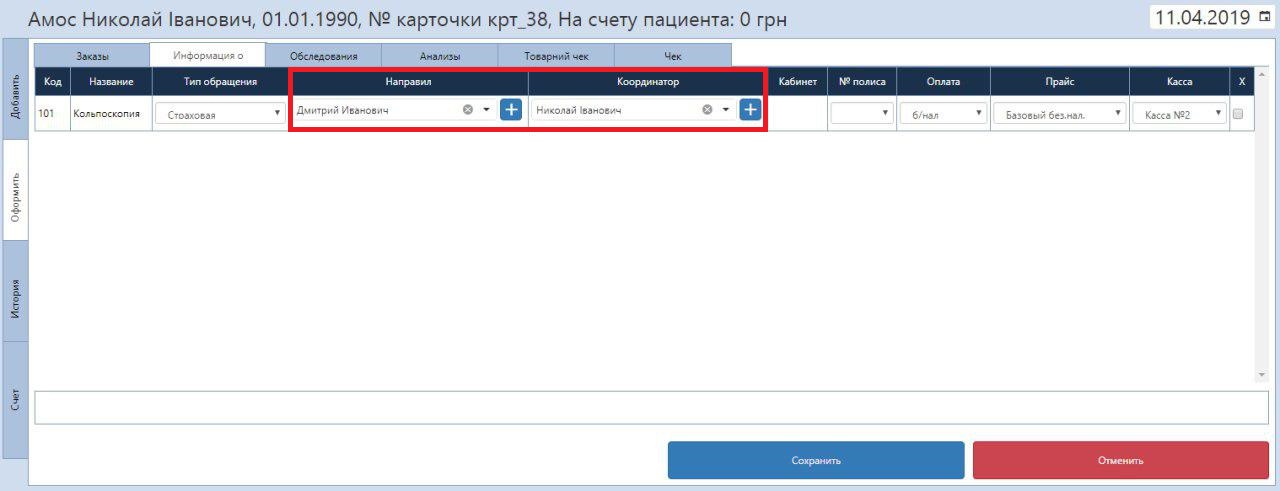 Амос Николай Іванович, 01.01.1990, № карточки крт_38, На счету пациента: 0 грн
11.04.2019
Добавить
Оформить
История
Счет
Заказы Информация о Обследования Анализы Товарний чек Чек
Код Название Тип обращения Направил Координатор Кабинет № полиса Оплата Прайс Касса X
101 Кольпоскопия Страховая Дмитрий Иванович Николай Іванович б/нал Базовый без.нал. Касса №2
Сохранить Отменить